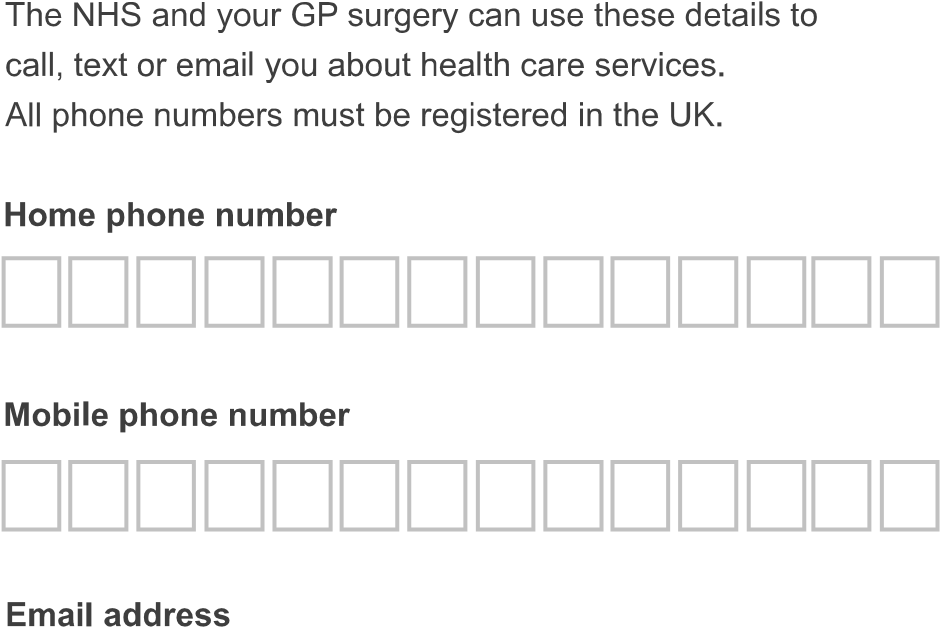 The NHS and your GP surgery can use these details to
call, text or email you about health care services.
All phone numbers must be registered in the UK.
Home phone number
Mobile phone number
Email address